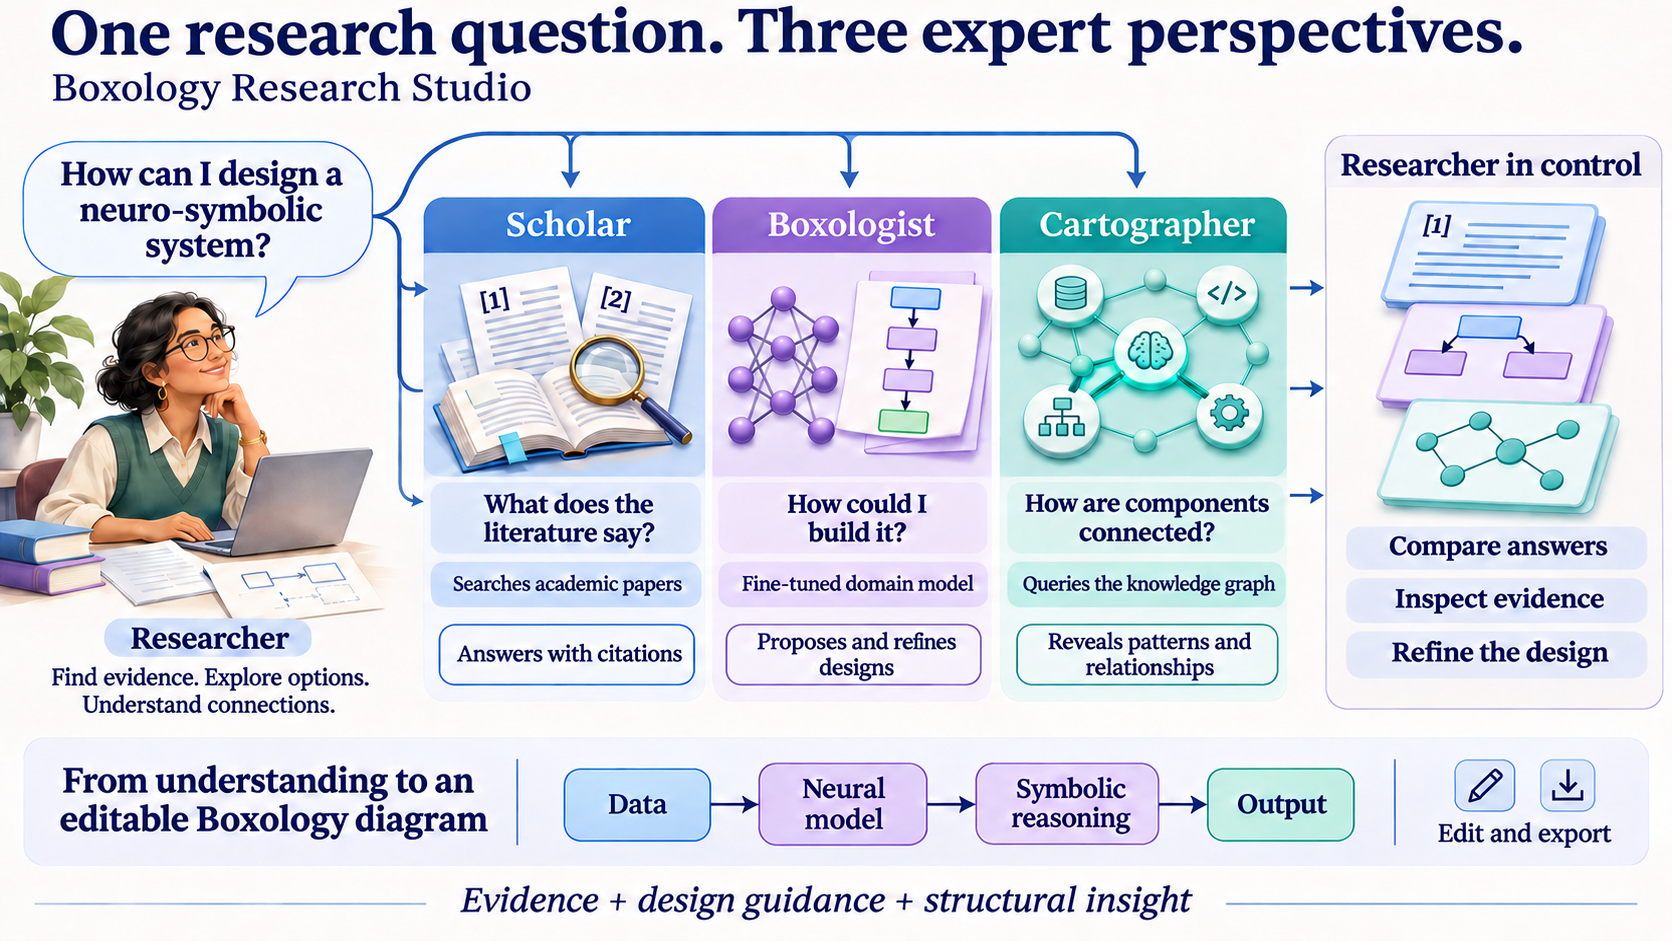 One research question. Three expert perspectives.
Boxology Research Studio
How can I design a
neuro-symbolic
system?
Researcher
Find evidence. Explore options.
Understand connections.
Scholar
[1]
[2]
What does the
literature say?
Searches academic papers
Answers with citations
Boxologist
How could I
build it?
Fine-tuned domain model
Proposes and refines
designs
Cartographer
</>
How are components
connected?
Queries the knowledge graph
Reveals patterns and
relationships
Researcher in control
[1]
Compare answers
Inspect evidence
Refine the design
From understanding to an
editable Boxology diagram
Data
Neural
model
Symbolic
reasoning
Output
Edit and export
Evidence + design guidance + structural insight